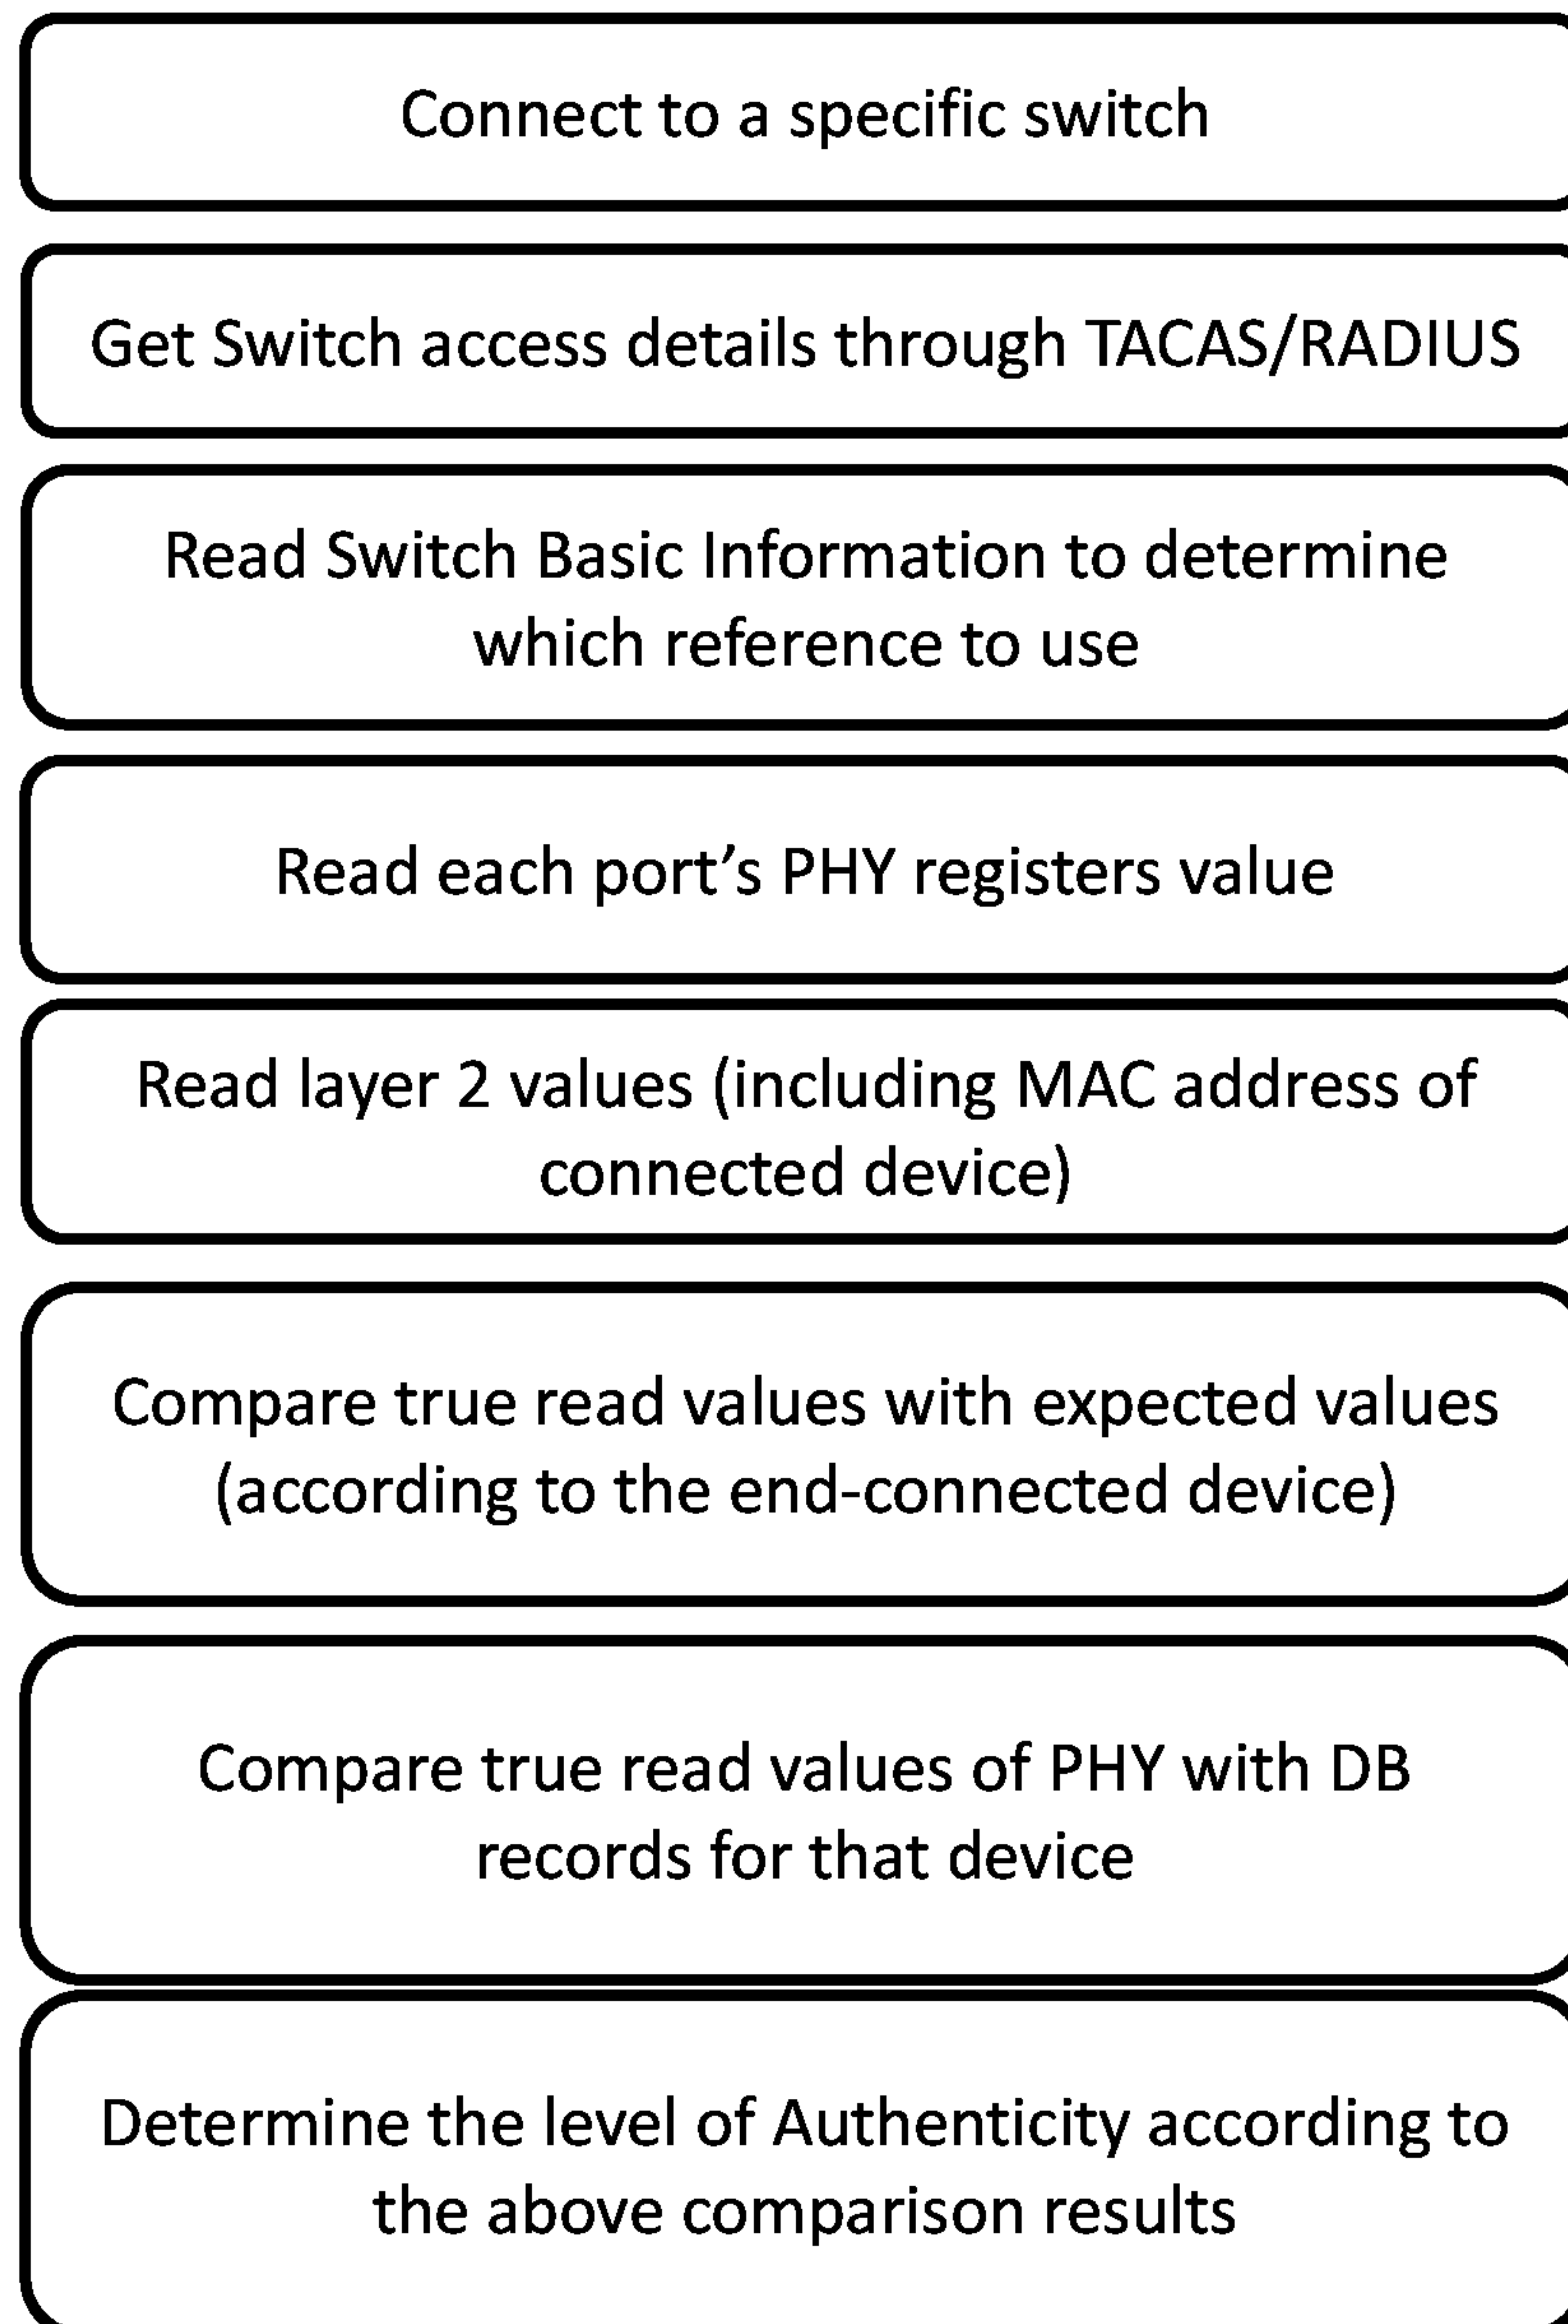 Connect to a specific switch
Get Switch access details through TACAS/RADIUS
Read Switch Basic Information to determine
which reference to use
Read each port’s PHY registers value
Read layer 2 values (including MAC address of
connected device)
Compare true read values with expected values
(according to the end-connected device)
Compare true read values of PHY with DB
records for that device
Determine the level of Authenticity according to
the above comparison results